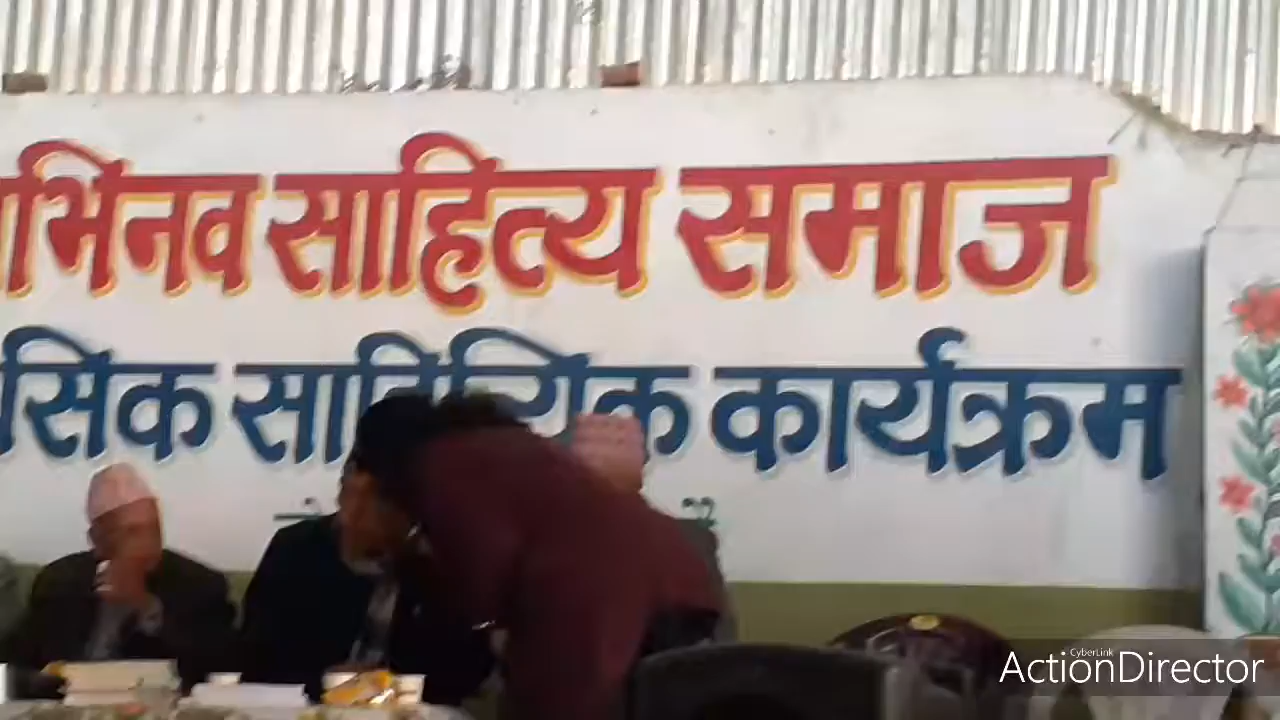 भिनव साहित्य समाज
सिक साहित्यिक कार्यक्रम
CyberLink
ActionDirector